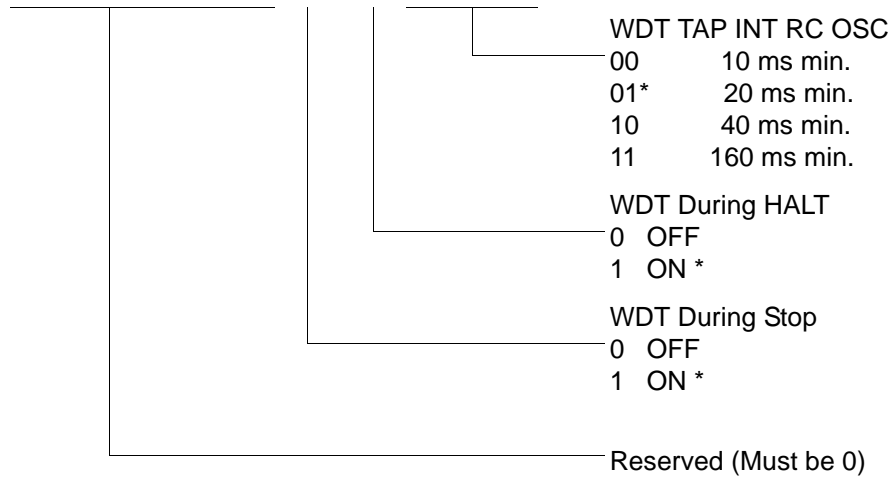 WDT TAP INT RC OSC
00 10 ms min.
01* 20 ms min.
10 40 ms min.
11 160 ms min.
WDT During HALT
0 OFF
1 ON *
WDT During Stop
0 OFF
1 ON *
Reserved (Must be 0)